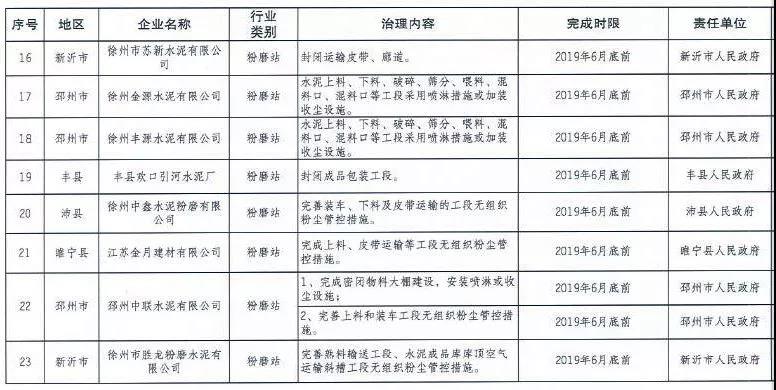 序号 地区 企业名称 行业类别 治理内容 完成时限 责任单位
16 新沂市 徐州市苏新水泥有限公司 粉磨站 封闭运输皮带、廊道。 2019年6月底前 新沂市人民政府
17 邳州市 徐州金源水泥有限公司 粉磨站 水泥上料、下料、破碎、筛分、喂料、混料口、混料口等工段采用喷淋措施或加装收尘设施。 2019年6月底前 邳州市人民政府
18 邳州市 徐州丰源水泥有限公司 粉磨站 水泥上料、下料、破碎、筛分、喂料、混料口、混料口等工段采用喷淋措施或加装收尘设施。 2019年6月底前 邳州市人民政府
19 丰县 丰县欢口引河水泥厂 粉磨站 封闭成品包装工段。 2019年6月底前 丰县人民政府
20 沛县 徐州中鑫水泥粉磨有限公司 粉磨站 完善装车、下料及皮带运输的工段无组织粉尘管控措施。 2019年6月底前 沛县人民政府
21 睢宁县 江苏金月建材有限公司 粉磨站 完成上料、皮带运输等工段无组织粉尘管控措施。 2019年6月底前 睢宁县人民政府
22 邳州市 邳州中联水泥有限公司 粉磨站 1、完成密闭物料大棚建设，安装喷淋或收尘设施； 2019年6月底前 邳州市人民政府
2、完善上料和装车工段无组织粉尘管控措施。 2019年6月底前 邳州市人民政府
23 新沂市 徐州市胜龙粉磨水泥有限公司 粉磨站 完善熟料输送工段、水泥成品库库顶空气运输斜槽工段无组织粉尘管控措施。 2019年6月底前 新沂市人民政府